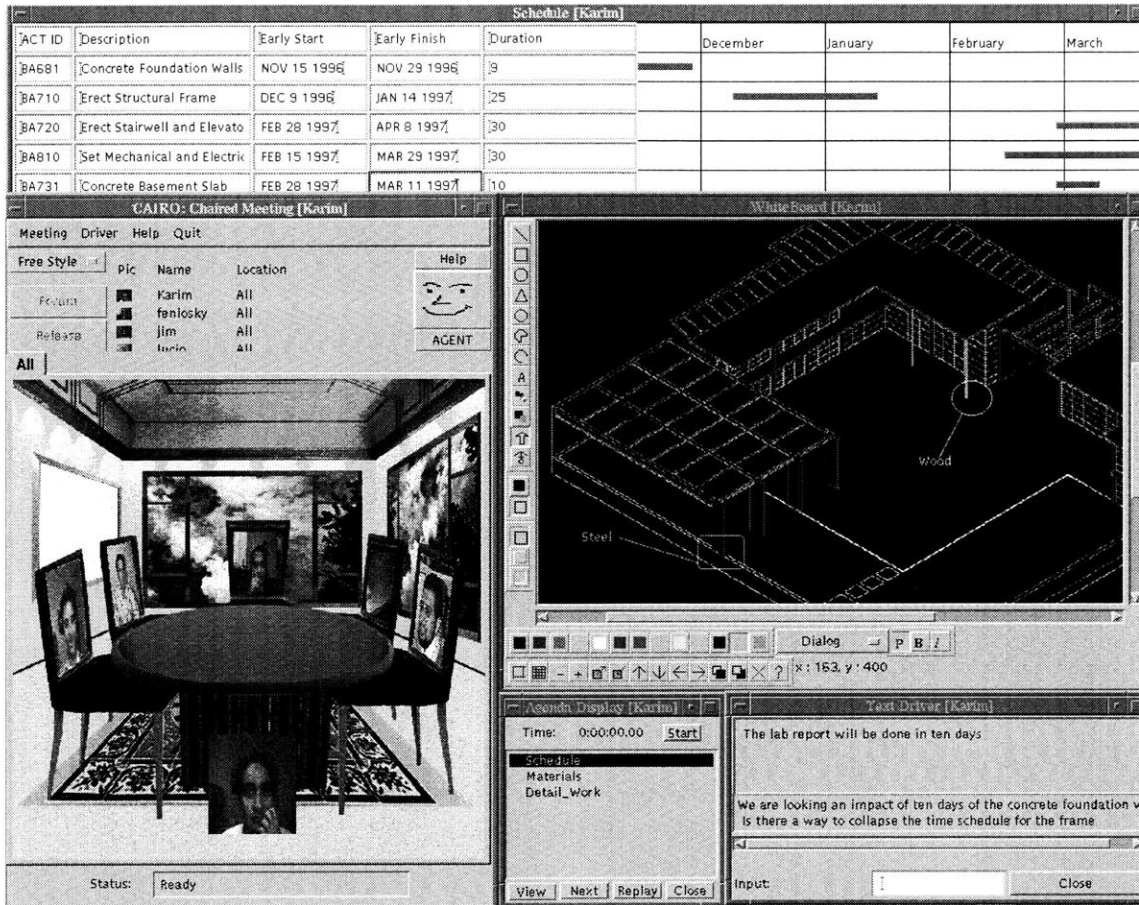 Schedule [Karim]
ACT ID Description Early Start Early Finish Duration December January February March
BA681 Concrete Foundation Walls NOV 15 1996 NOV 29 1996 9
BA710 Erect Structural Frame DEC 9 1996 JAN 14 1997 25
BA720 Erect Stairwell and Elevato FEB 28 1997 APR 8 1997 30
BA810 Set Mechanical and Electric FEB 15 1997 MAR 29 1997 30
BA731 Concrete Basement Slab FEB 28 1997 MAR 11 1997 10
CAIRO: Chaired Meeting [Karim]
Meeting Driver Help Quit
Free Style Pic Name Location Help
Karim All
feniosky All
Release jim All
lucio All AGENT
All
Status: Ready
WhiteBoard [Karim]
A
Wood
Steel
Dialog P B I
- + ? x : 163, y : 400
Agenda Display [Karim]
Time: 0:00:00.00 Start
Schedule
Materials
Detail_Work
View Next Replay Close
Text Driver [Karim]
The lab report will be done in ten days
We are looking an impact of ten days of the concrete foundation w
Is there a way to collapse the time schedule for the frame
Input: Close